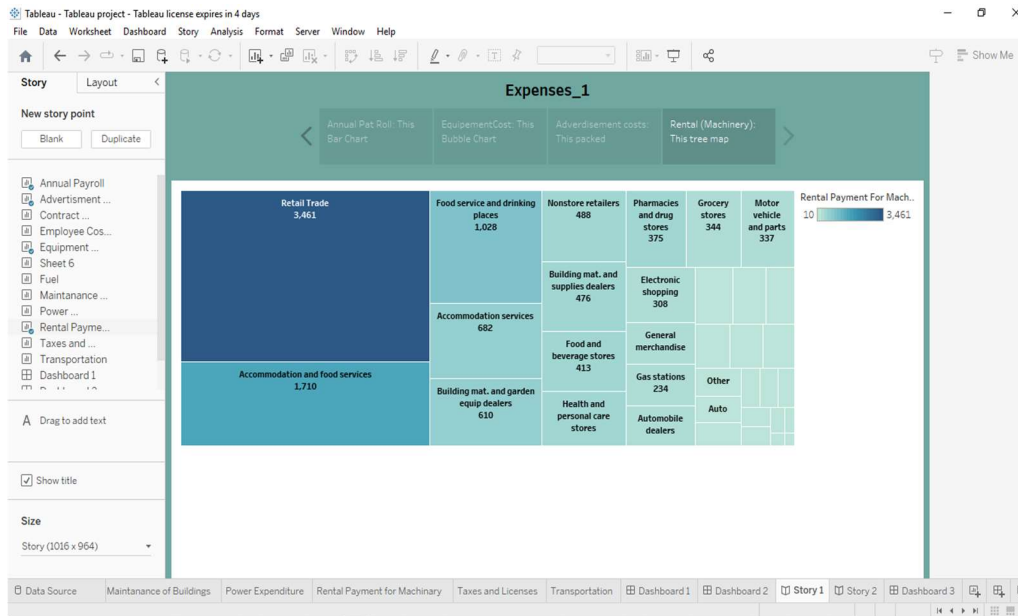 Tableau - Tableau project - Tableau license expires in 4 days
File Data Worksheet Dashboard Story Analysis Format Server Window Help
Show Me
Story Layout
New story point
Blank Duplicate
Annual Payroll
Advertisment ...
Contract ...
Employee Cos...
Equipment ...
Sheet 6
Fuel
Maintanance ...
Power ...
Rental Payme...
Taxes and ...
Transportation
Dashboard 1
A Drag to add text
Show title
Size
Story (1016 x 964)
Expenses_1
Annual Pat Roll: This
Bar Chart
EquipementCost: This
Bubble Chart
Adverdisement costs:
This packed
Rental (Machinery):
This tree map
Retail Trade
3,461
Accommodation and food services
1,710
Food service and drinking
places
1,028
Accommodation services
682
Building mat. and garden
equip dealers
610
Nonstore retailers
488
Building mat. and
supplies dealers
476
Food and
beverage stores
413
Health and
personal care
stores
Pharmacies
and drug
stores
375
Grocery
stores
344
Motor
vehicle
and parts
337
Electronic
shopping
308
General
merchandise
Gas stations
234
Automobile
dealers
Other
Auto
Rental Payment For Mach..
10 3,461
Data Source Maintanance of Buildings Power Expenditure Rental Payment for Machinary Taxes and Licenses Transportation Dashboard 1 Dashboard 2 Story 1 Story 2 Dashboard 3